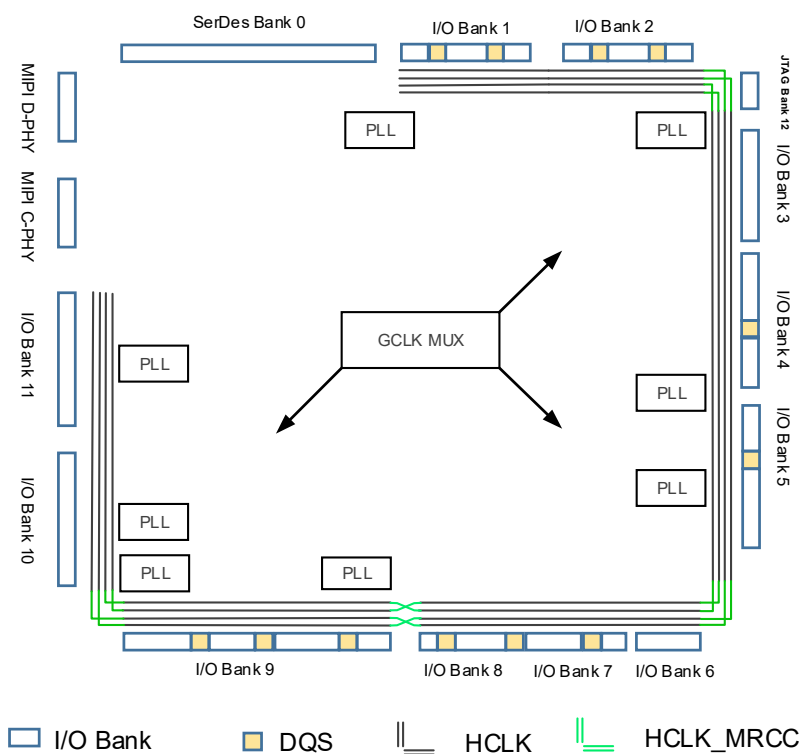 SerDes Bank 0
I/O Bank 1
I/O Bank 2
MIPI D-PHY
JTAG Bank 12
PLL
PLL
I/O Bank 3
MIPI C-PHY
I/O Bank 4
GCLK MUX
I/O Bank 11
PLL
PLL
I/O Bank 5
I/O Bank 10
PLL
PLL
PLL
PLL
I/O Bank 9
I/O Bank 8
I/O Bank 7
I/O Bank 6
I/O Bank
DQS
HCLK
HCLK_MRCC